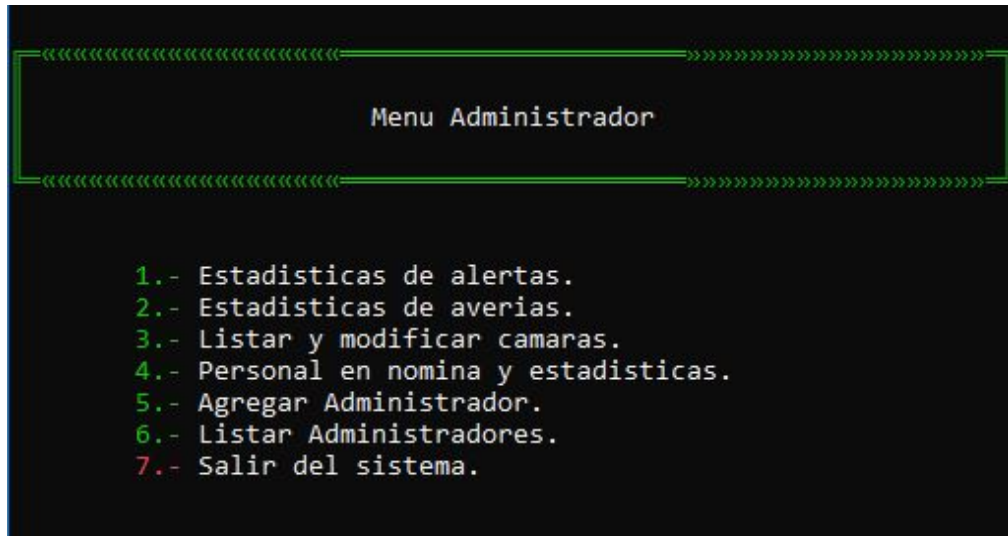 Menu Administrador
1.- Estadisticas de alertas.
2.- Estadisticas de averias.
3.- Listar y modificar camaras.
4.- Personal en nomina y estadisticas.
5.- Agregar Administrador.
6.- Listar Administradores.
7.- Salir del sistema.